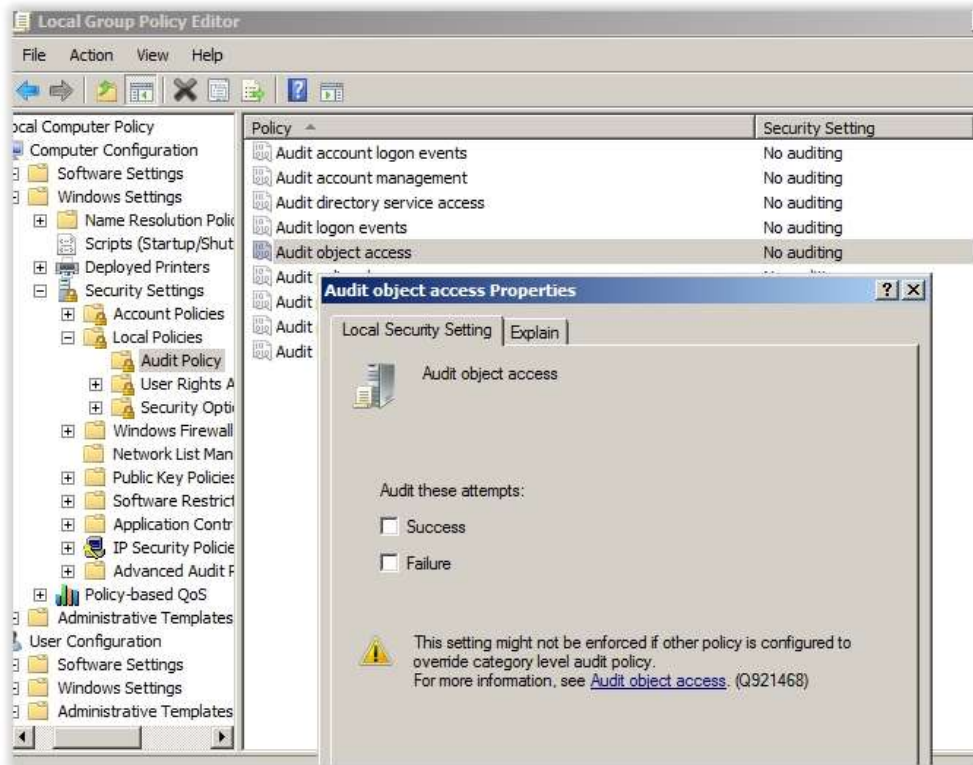 Local Group Policy Editor
File Action View Help
ocal Computer Policy
Computer Configuration
Software Settings
Windows Settings
Name Resolution Polic
Scripts (Startup/Shut
Deployed Printers
Security Settings
Account Policies
Local Policies
Audit Policy
User Rights A
Security Optio
Windows Firewall
Network List Man
Public Key Policies
Software Restrict
Application Contr
IP Security Policie
Advanced Audit P
Policy-based QoS
Administrative Templates
User Configuration
Software Settings
Windows Settings
Administrative Templates
Policy Security Setting
Audit account logon events No auditing
Audit account management No auditing
Audit directory service access No auditing
Audit logon events No auditing
Audit object access No auditing
Audit
Audit
Audit
Audit
Audit object access Properties
Local Security Setting Explain
Audit object access
Audit these attempts:
Success
Failure
This setting might not be enforced if other policy is configured to
override category level audit policy.
For more information, see Audit object access. (Q921468)